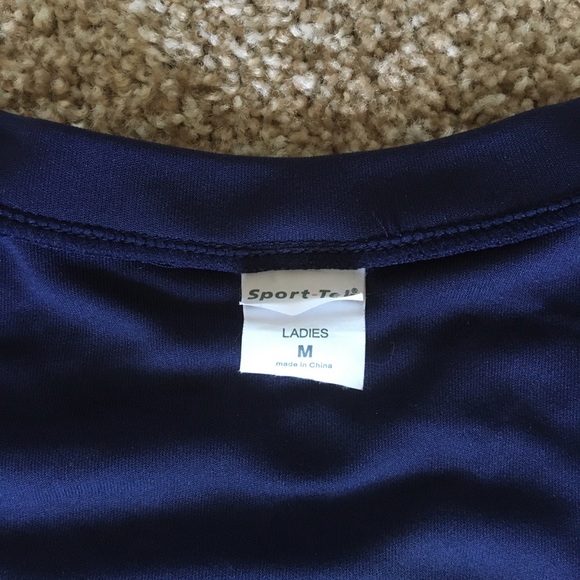 Sport-Tek®
LADIES
M
made in China